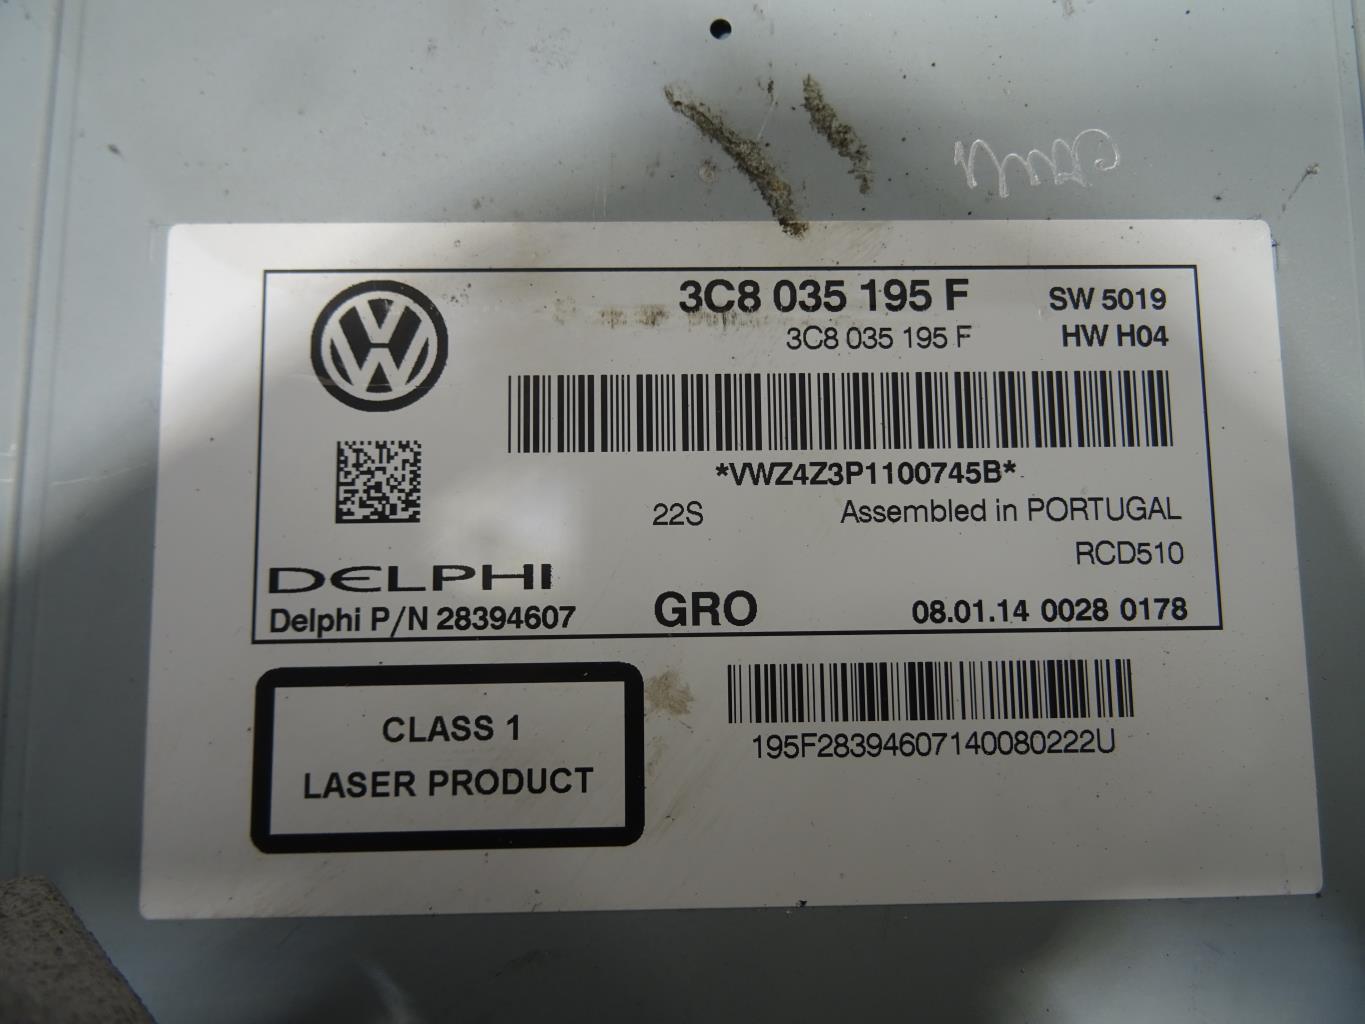 3C8 035 195 F
SW 5019
3C8 035 195 F
HW H04
*VWZ4Z3P1100745B*
22S
Assembled in PORTUGAL
RCD510
DELPHI
Delphi P/N 28394607
GRO
08.01.14 0028 0178
CLASS 1
LASER PRODUCT
195F28394607140080222U